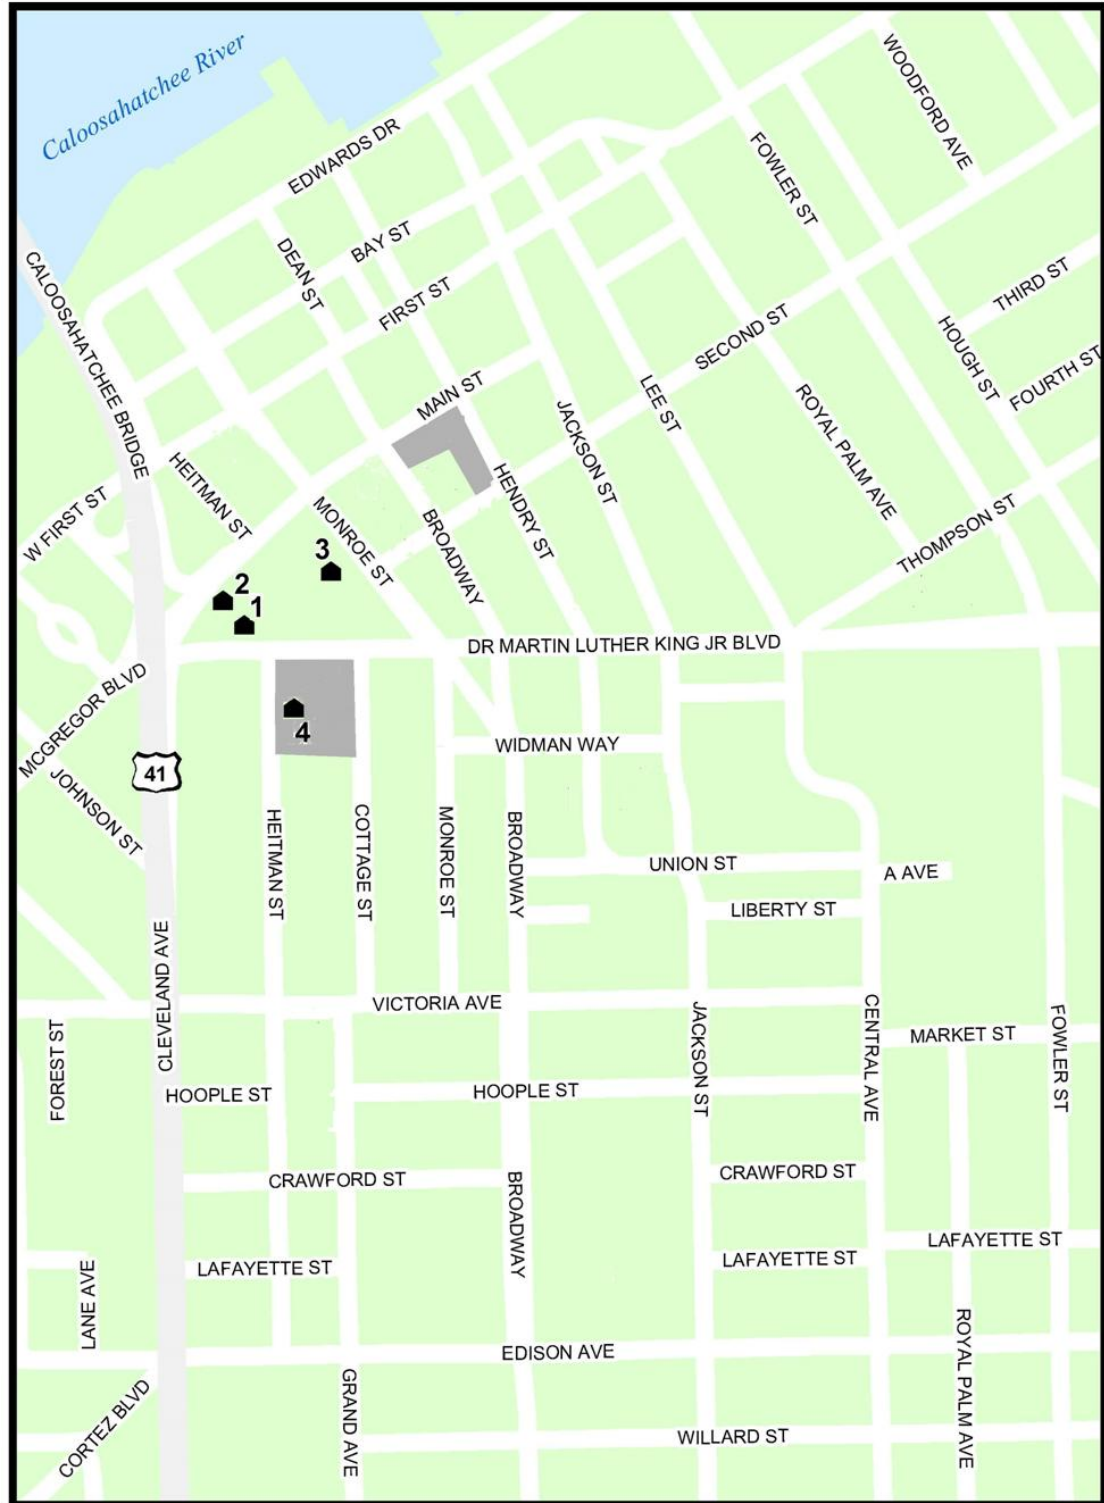 Caloosahatchee River
WOODFORD AVE
EDWARDS DR
FOWLER ST
BAY ST
DEAN ST
FIRST ST
CALOOSAHATCHEE BRIDGE
THIRD ST
SECOND ST
HOUGH ST
FOURTH ST
MAIN ST
LEE ST
JACKSON ST
ROYAL PALM AVE
HEITMAN ST
W FIRST ST
MONROE ST
HENDRY ST
BROADWAY
THOMPSON ST
3
2
1
DR MARTIN LUTHER KING JR BLVD
MCGREGOR BLVD
4
WIDMAN WAY
41
JOHNSON ST
HEITMAN ST
COTTAGE ST
MONROE ST
BROADWAY
UNION ST
A AVE
LIBERTY ST
CLEVELAND AVE
VICTORIA AVE
FOREST ST
JACKSON ST
CENTRAL AVE
MARKET ST
FOWLER ST
HOOPLE ST
HOOPLE ST
CRAWFORD ST
CRAWFORD ST
BROADWAY
LAFAYETTE ST
LAFAYETTE ST
LAFAYETTE ST
LANE AVE
EDISON AVE
ROYAL PALM AVE
CORTEZ BLVD
GRAND AVE
WILLARD ST